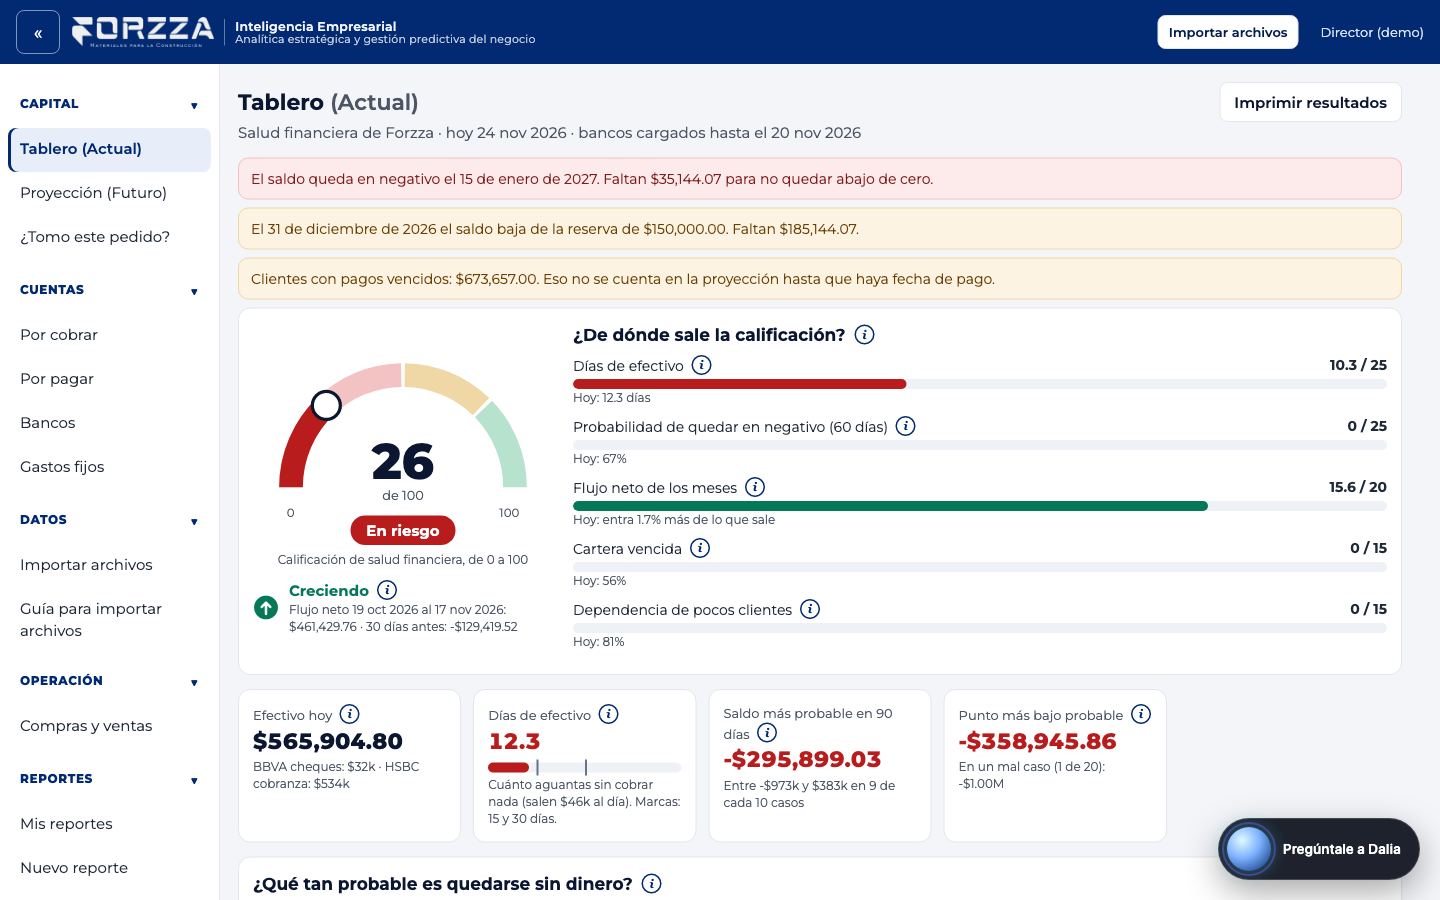 «
FORZZA
MATERIALES PARA LA CONSTRUCCIÓN
Inteligencia Empresarial
Analítica estratégica y gestión predictiva del negocio
Importar archivos
Director (demo)
CAPITAL
Tablero (Actual)
Proyección (Futuro)
¿Tomo este pedido?
CUENTAS
Por cobrar
Por pagar
Bancos
Gastos fijos
DATOS
Importar archivos
Guía para importar
archivos
OPERACIÓN
Compras y ventas
REPORTES
Mis reportes
Nuevo reporte
Tablero (Actual)
Imprimir resultados
Salud financiera de Forzza · hoy 24 nov 2026 · bancos cargados hasta el 20 nov 2026
El saldo queda en negativo el 15 de enero de 2027. Faltan $35,144.07 para no quedar abajo de cero.
El 31 de diciembre de 2026 el saldo baja de la reserva de $150,000.00. Faltan $185,144.07.
Clientes con pagos vencidos: $673,657.00. Eso no se cuenta en la proyección hasta que haya fecha de pago.
26
de 100
0
100
En riesgo
Calificación de salud financiera, de 0 a 100
Creciendo i
Flujo neto 19 oct 2026 al 17 nov 2026:
$461,429.76 · 30 días antes: -$129,419.52
¿De dónde sale la calificación? i
Días de efectivo i
10.3 / 25
Hoy: 12.3 días
Probabilidad de quedar en negativo (60 días) i
0 / 25
Hoy: 67%
Flujo neto de los meses i
15.6 / 20
Hoy: entra 1.7% más de lo que sale
Cartera vencida i
0 / 15
Hoy: 56%
Dependencia de pocos clientes i
0 / 15
Hoy: 81%
Efectivo hoy i
$565,904.80
BBVA cheques: $32k · HSBC
cobranza: $534k
Días de efectivo i
12.3
Cuánto aguantas sin cobrar
nada (salen $46k al día). Marcas:
15 y 30 días.
Saldo más probable en 90
días i
-$295,899.03
Entre -$973k y $383k en 9 de
cada 10 casos
Punto más bajo probable i
-$358,945.86
En un mal caso (1 de 20):
-$1.00M
Pregúntale a Dalia
¿Qué tan probable es quedarse sin dinero? i